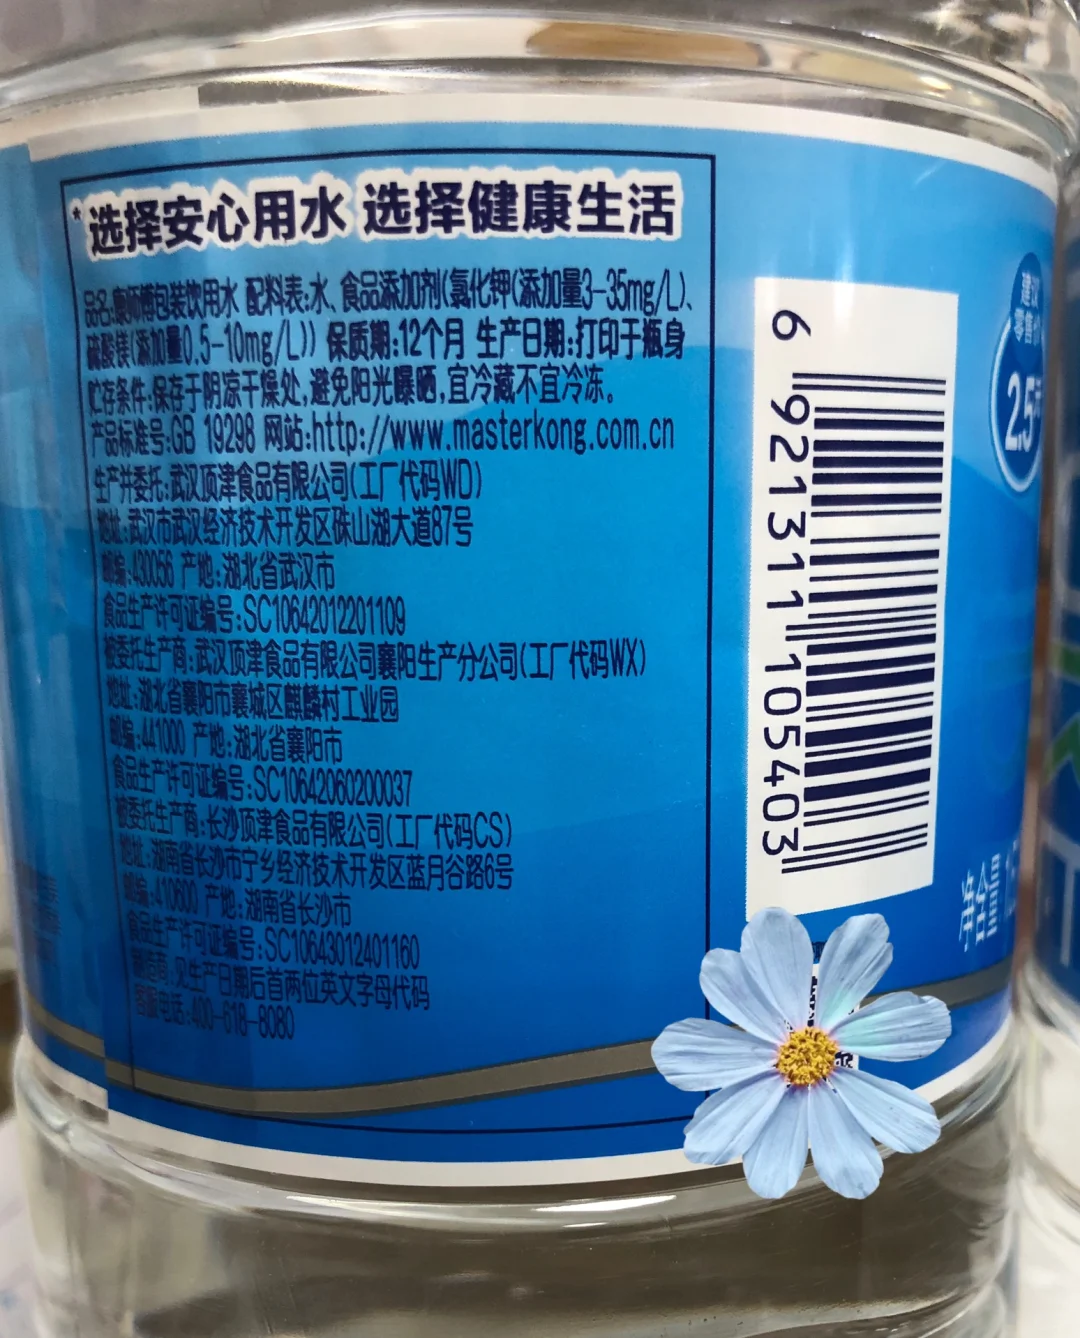 *选择安心用水 选择健康生活
品名:康师傅包装饮用水 配料表:水、食品添加剂(氯化钾(添加量3-35mg/L)、
硫酸镁(添加量0.5-10mg/L)) 保质期:12个月 生产日期:打印于瓶身
贮存条件:保存于阴凉干燥处,避免阳光曝晒,宜冷藏不宜冷冻。
产品标准号:GB 19298 网站:http://www.masterkong.com.cn
生产并委托:武汉顶津食品有限公司(工厂代码WD)
地址:武汉市武汉经济技术开发区硃山湖大道87号
邮编:430056 产地:湖北省武汉市
食品生产许可证编号:SC10642012201109
被委托生产商:武汉顶津食品有限公司襄阳生产分公司(工厂代码WX)
地址:湖北省襄阳市襄城区麒麟村工业园
邮编:441000 产地:湖北省襄阳市
食品生产许可证编号:SC10642060200037
被委托生产商:长沙顶津食品有限公司(工厂代码CS)
地址:湖南省长沙市宁乡经济技术开发区蓝月谷路6号
邮编:410600 产地:湖南省长沙市
食品生产许可证编号:SC10643012401160
制造商:见生产日期后首两位英文字母代码
客服电话:400-618-8080
6 921311 105403
建议
零售价
2.5元
净含量